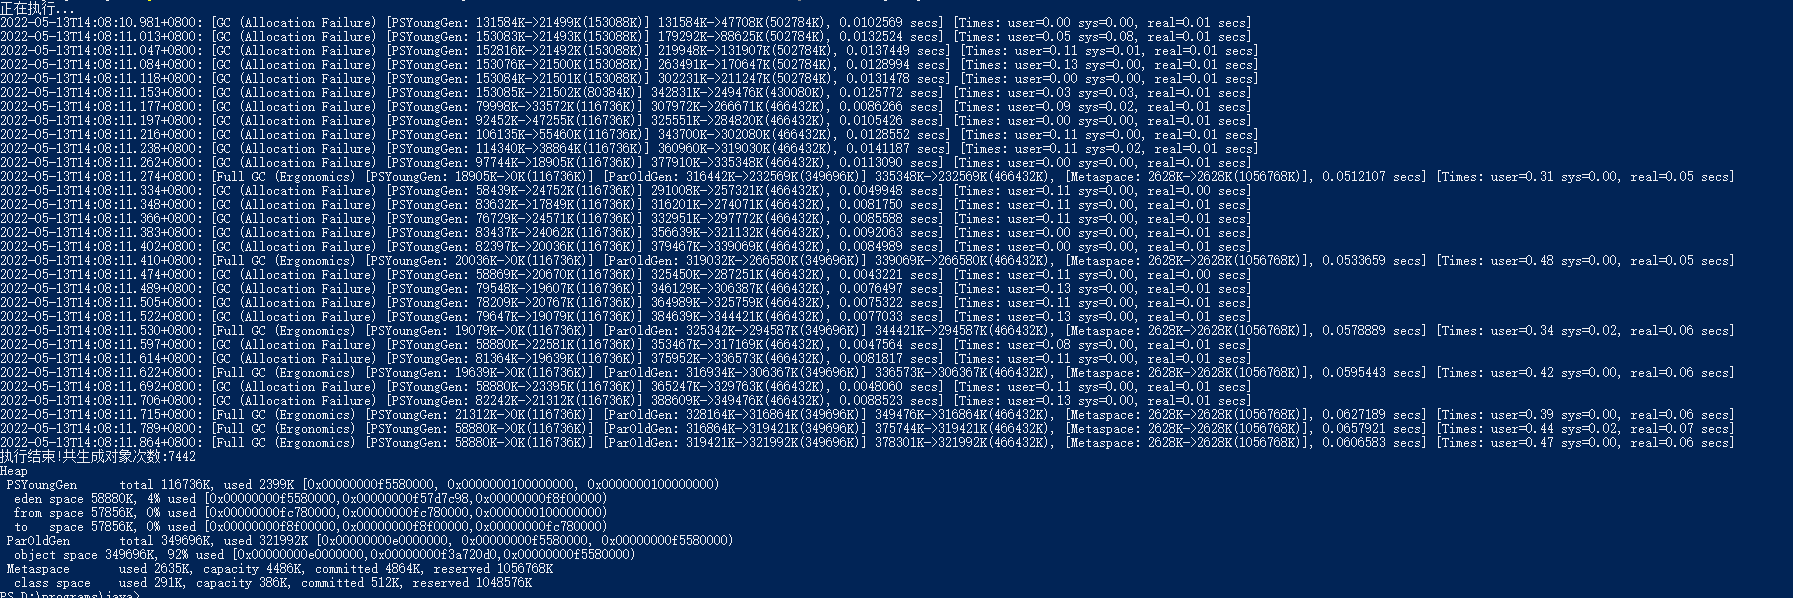 正在执行...
2022-05-13T14:08:10.981+0800: [GC (Allocation Failure) [PSYoungGen: 131584K->21499K(153088K)] 131584K->47708K(502784K), 0.0102569 secs] [Times: user=0.00 sys=0.00, real=0.01 secs]
2022-05-13T14:08:11.013+0800: [GC (Allocation Failure) [PSYoungGen: 153083K->21493K(153088K)] 179292K->88625K(502784K), 0.0132524 secs] [Times: user=0.05 sys=0.08, real=0.01 secs]
2022-05-13T14:08:11.047+0800: [GC (Allocation Failure) [PSYoungGen: 152816K->21492K(153088K)] 219948K->131907K(502784K), 0.0137449 secs] [Times: user=0.11 sys=0.01, real=0.01 secs]
2022-05-13T14:08:11.084+0800: [GC (Allocation Failure) [PSYoungGen: 153076K->21500K(153088K)] 263491K->170647K(502784K), 0.0128994 secs] [Times: user=0.13 sys=0.00, real=0.01 secs]
2022-05-13T14:08:11.118+0800: [GC (Allocation Failure) [PSYoungGen: 153084K->21501K(153088K)] 302231K->211247K(502784K), 0.0131478 secs] [Times: user=0.00 sys=0.00, real=0.01 secs]
2022-05-13T14:08:11.153+0800: [GC (Allocation Failure) [PSYoungGen: 153085K->21502K(80384K)] 342831K->249476K(430080K), 0.0125772 secs] [Times: user=0.03 sys=0.03, real=0.01 secs]
2022-05-13T14:08:11.177+0800: [GC (Allocation Failure) [PSYoungGen: 79998K->33572K(116736K)] 307972K->266671K(466432K), 0.0086266 secs] [Times: user=0.09 sys=0.02, real=0.01 secs]
2022-05-13T14:08:11.197+0800: [GC (Allocation Failure) [PSYoungGen: 92452K->47255K(116736K)] 325551K->284820K(466432K), 0.0105426 secs] [Times: user=0.00 sys=0.00, real=0.01 secs]
2022-05-13T14:08:11.216+0800: [GC (Allocation Failure) [PSYoungGen: 106135K->55460K(116736K)] 343700K->302080K(466432K), 0.0128552 secs] [Times: user=0.11 sys=0.00, real=0.01 secs]
2022-05-13T14:08:11.238+0800: [GC (Allocation Failure) [PSYoungGen: 114340K->38864K(116736K)] 360960K->319030K(466432K), 0.0141187 secs] [Times: user=0.11 sys=0.02, real=0.01 secs]
2022-05-13T14:08:11.262+0800: [GC (Allocation Failure) [PSYoungGen: 97744K->18905K(116736K)] 377910K->335348K(466432K), 0.0113090 secs] [Times: user=0.00 sys=0.00, real=0.01 secs]
2022-05-13T14:08:11.274+0800: [Full GC (Ergonomics) [PSYoungGen: 18905K->0K(116736K)] [ParOldGen: 316442K->232569K(349696K)] 335348K->232569K(466432K), [Metaspace: 2628K->2628K(1056768K)], 0.0512107 secs] [Times: user=0.31 sys=0.00, real=0.05 secs]
2022-05-13T14:08:11.334+0800: [GC (Allocation Failure) [PSYoungGen: 58439K->24752K(116736K)] 291008K->257321K(466432K), 0.0049948 secs] [Times: user=0.11 sys=0.00, real=0.00 secs]
2022-05-13T14:08:11.348+0800: [GC (Allocation Failure) [PSYoungGen: 83632K->17849K(116736K)] 316201K->274071K(466432K), 0.0081750 secs] [Times: user=0.11 sys=0.00, real=0.01 secs]
2022-05-13T14:08:11.366+0800: [GC (Allocation Failure) [PSYoungGen: 76729K->24571K(116736K)] 332951K->297772K(466432K), 0.0085588 secs] [Times: user=0.11 sys=0.00, real=0.01 secs]
2022-05-13T14:08:11.383+0800: [GC (Allocation Failure) [PSYoungGen: 83437K->24062K(116736K)] 356639K->321132K(466432K), 0.0092063 secs] [Times: user=0.00 sys=0.00, real=0.01 secs]
2022-05-13T14:08:11.402+0800: [GC (Allocation Failure) [PSYoungGen: 82397K->20036K(116736K)] 379467K->339069K(466432K), 0.0084989 secs] [Times: user=0.00 sys=0.00, real=0.01 secs]
2022-05-13T14:08:11.410+0800: [Full GC (Ergonomics) [PSYoungGen: 20036K->0K(116736K)] [ParOldGen: 319032K->266580K(349696K)] 339069K->266580K(466432K), [Metaspace: 2628K->2628K(1056768K)], 0.0533659 secs] [Times: user=0.48 sys=0.00, real=0.05 secs]
2022-05-13T14:08:11.474+0800: [GC (Allocation Failure) [PSYoungGen: 58869K->20670K(116736K)] 325450K->287251K(466432K), 0.0043221 secs] [Times: user=0.11 sys=0.00, real=0.00 secs]
2022-05-13T14:08:11.489+0800: [GC (Allocation Failure) [PSYoungGen: 79548K->19607K(116736K)] 346129K->306387K(466432K), 0.0076497 secs] [Times: user=0.13 sys=0.00, real=0.01 secs]
2022-05-13T14:08:11.505+0800: [GC (Allocation Failure) [PSYoungGen: 78209K->20767K(116736K)] 364989K->325759K(466432K), 0.0075322 secs] [Times: user=0.11 sys=0.00, real=0.01 secs]
2022-05-13T14:08:11.522+0800: [GC (Allocation Failure) [PSYoungGen: 79647K->19079K(116736K)] 384639K->344421K(466432K), 0.0077033 secs] [Times: user=0.13 sys=0.00, real=0.01 secs]
2022-05-13T14:08:11.530+0800: [Full GC (Ergonomics) [PSYoungGen: 19079K->0K(116736K)] [ParOldGen: 325342K->294587K(349696K)] 344421K->294587K(466432K), [Metaspace: 2628K->2628K(1056768K)], 0.0578889 secs] [Times: user=0.34 sys=0.02, real=0.06 secs]
2022-05-13T14:08:11.597+0800: [GC (Allocation Failure) [PSYoungGen: 58880K->22581K(116736K)] 353467K->317169K(466432K), 0.0047564 secs] [Times: user=0.08 sys=0.00, real=0.01 secs]
2022-05-13T14:08:11.614+0800: [GC (Allocation Failure) [PSYoungGen: 81364K->19639K(116736K)] 375952K->336573K(466432K), 0.0081817 secs] [Times: user=0.11 sys=0.00, real=0.01 secs]
2022-05-13T14:08:11.622+0800: [Full GC (Ergonomics) [PSYoungGen: 19639K->0K(116736K)] [ParOldGen: 316934K->306367K(349696K)] 336573K->306367K(466432K), [Metaspace: 2628K->2628K(1056768K)], 0.0595443 secs] [Times: user=0.42 sys=0.00, real=0.06 secs]
2022-05-13T14:08:11.692+0800: [GC (Allocation Failure) [PSYoungGen: 58880K->23395K(116736K)] 365247K->329763K(466432K), 0.0048060 secs] [Times: user=0.11 sys=0.00, real=0.01 secs]
2022-05-13T14:08:11.706+0800: [GC (Allocation Failure) [PSYoungGen: 82242K->21312K(116736K)] 388609K->349476K(466432K), 0.0088523 secs] [Times: user=0.13 sys=0.00, real=0.01 secs]
2022-05-13T14:08:11.715+0800: [Full GC (Ergonomics) [PSYoungGen: 21312K->0K(116736K)] [ParOldGen: 328164K->316864K(349696K)] 349476K->316864K(466432K), [Metaspace: 2628K->2628K(1056768K)], 0.0627189 secs] [Times: user=0.39 sys=0.00, real=0.06 secs]
2022-05-13T14:08:11.789+0800: [Full GC (Ergonomics) [PSYoungGen: 58880K->0K(116736K)] [ParOldGen: 316864K->319421K(349696K)] 375744K->319421K(466432K), [Metaspace: 2628K->2628K(1056768K)], 0.0657921 secs] [Times: user=0.44 sys=0.02, real=0.07 secs]
2022-05-13T14:08:11.864+0800: [Full GC (Ergonomics) [PSYoungGen: 58880K->0K(116736K)] [ParOldGen: 319421K->321992K(349696K)] 378301K->321992K(466432K), [Metaspace: 2628K->2628K(1056768K)], 0.0606583 secs] [Times: user=0.47 sys=0.00, real=0.06 secs]
执行结束!共生成对象次数:7442
Heap
PSYoungGen total 116736K, used 2399K [0x00000000f5580000, 0x0000000100000000, 0x0000000100000000)
eden space 58880K, 4% used [0x00000000f5580000,0x00000000f57d7c98,0x00000000f8f00000)
from space 57856K, 0% used [0x00000000fc780000,0x00000000fc780000,0x0000000100000000)
to space 57856K, 0% used [0x00000000f8f00000,0x00000000f8f00000,0x00000000fc780000)
ParOldGen total 349696K, used 321992K [0x00000000e0000000, 0x00000000f5580000, 0x00000000f5580000)
object space 349696K, 92% used [0x00000000e0000000,0x00000000f3a720d0,0x00000000f5580000)
Metaspace used 2635K, capacity 4486K, committed 4864K, reserved 1056768K
class space used 291K, capacity 386K, committed 512K, reserved 1048576K
PS D:\programs\java>